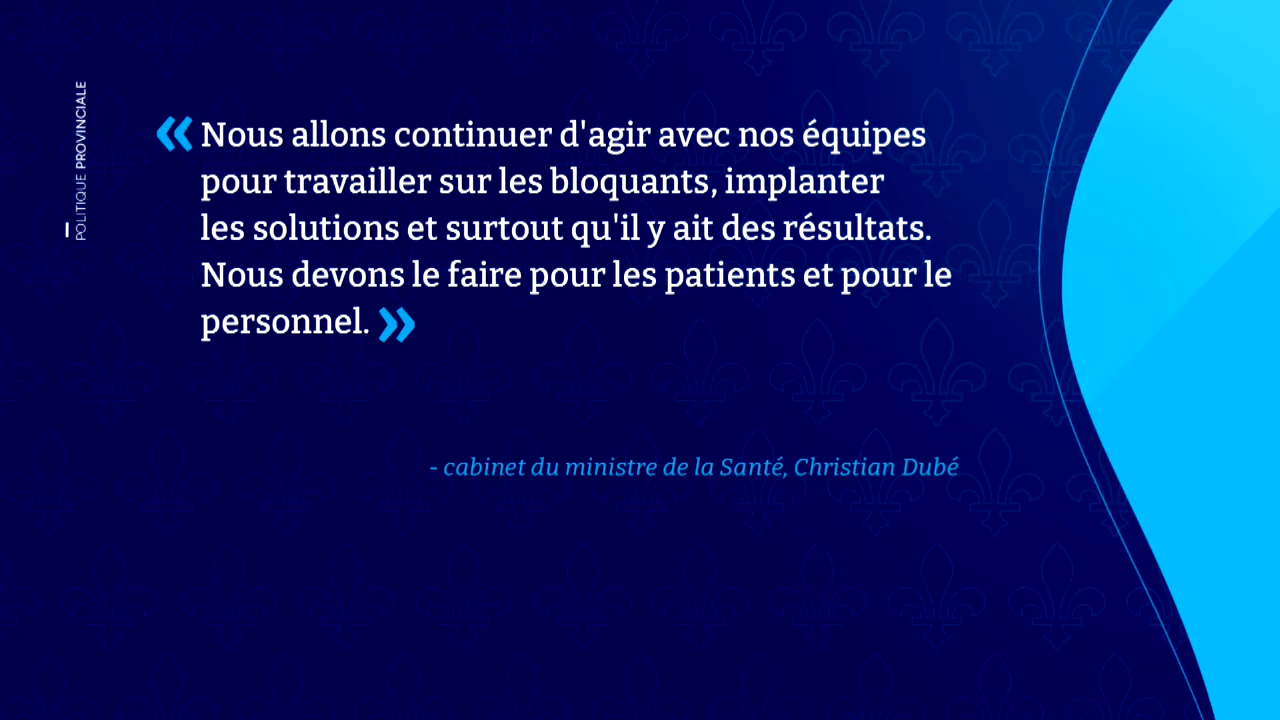 POLITIQUE PROVINCIALE
« Nous allons continuer d'agir avec nos équipes
pour travailler sur les bloquants, implanter
les solutions et surtout qu'il y ait des résultats.
Nous devons le faire pour les patients et pour le
personnel. »
- cabinet du ministre de la Santé, Christian Dubé